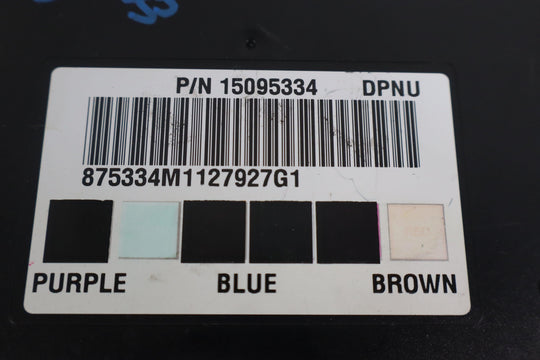 P/N 15095334 DPNU
875334M1127927G1
PURPLE BLUE BROWN